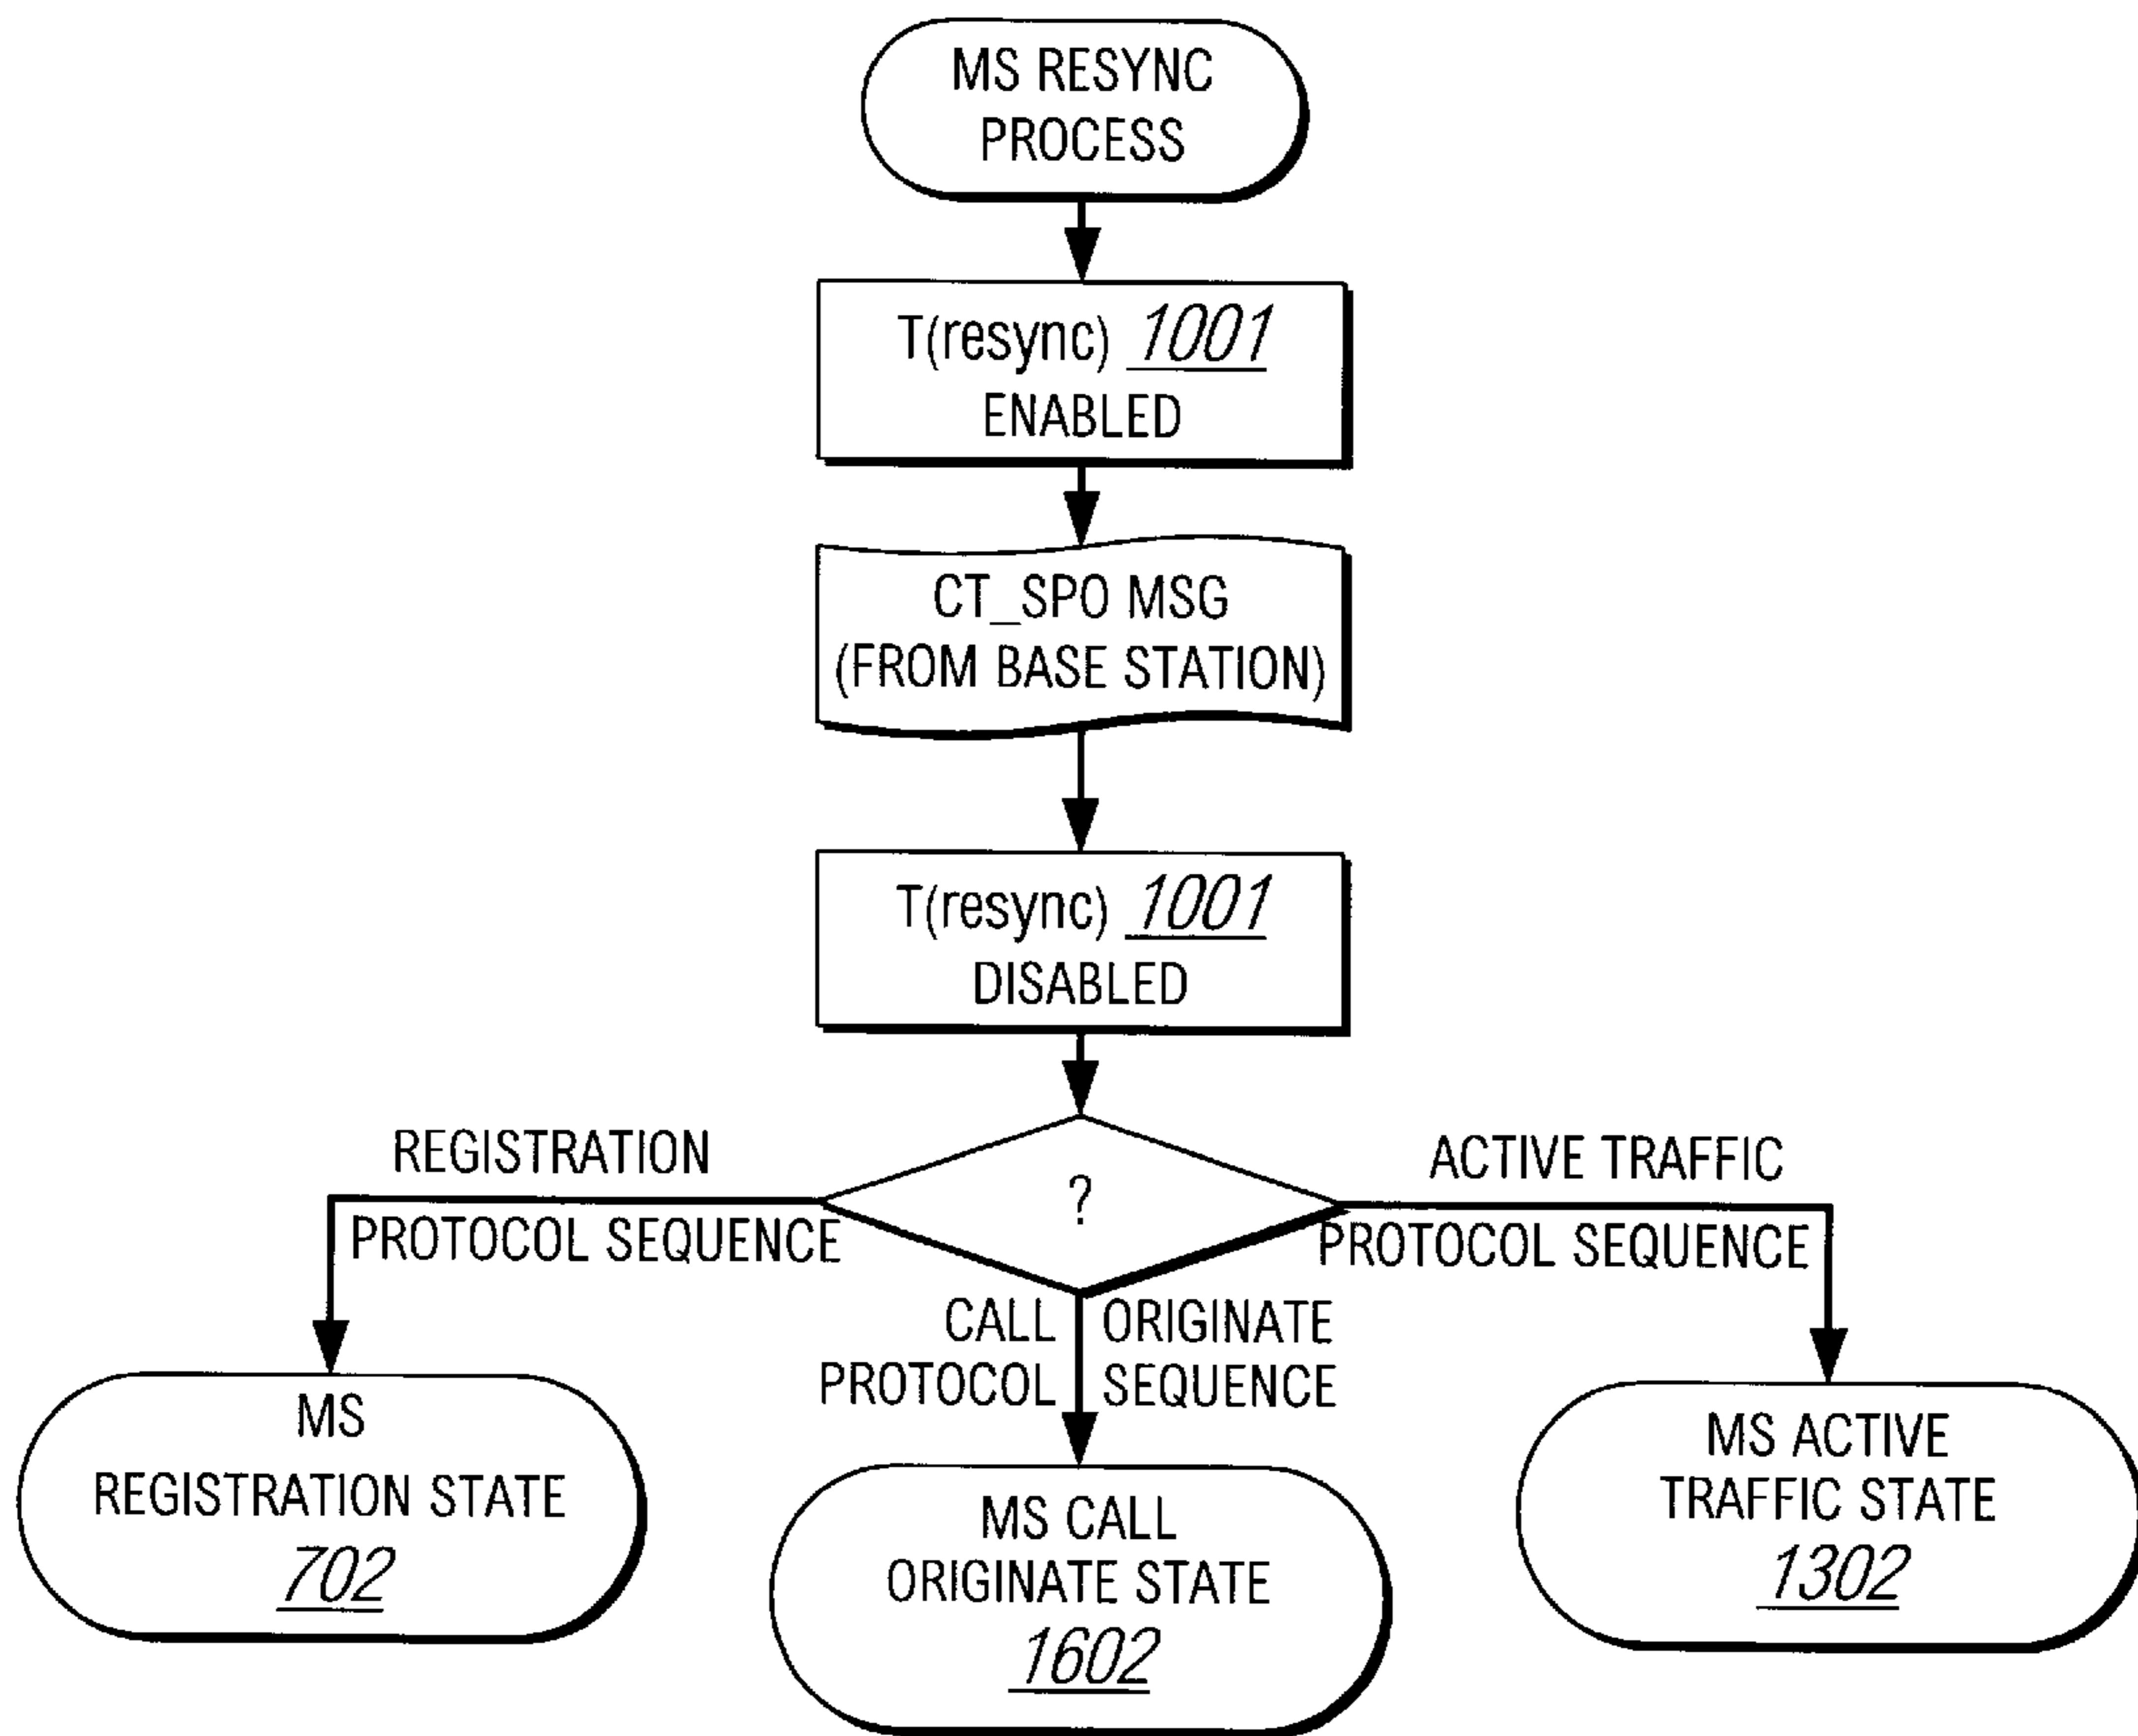 MS RESYNC
PROCESS
T(resync) 1001
ENABLED
CT_SPO MSG
(FROM BASE STATION)
T(resync) 1001
DISABLED
?
REGISTRATION
PROTOCOL SEQUENCE
ACTIVE TRAFFIC
PROTOCOL SEQUENCE
CALL ORIGINATE
PROTOCOL SEQUENCE
MS
REGISTRATION STATE
702
MS CALL
ORIGINATE STATE
1602
MS ACTIVE
TRAFFIC STATE
1302